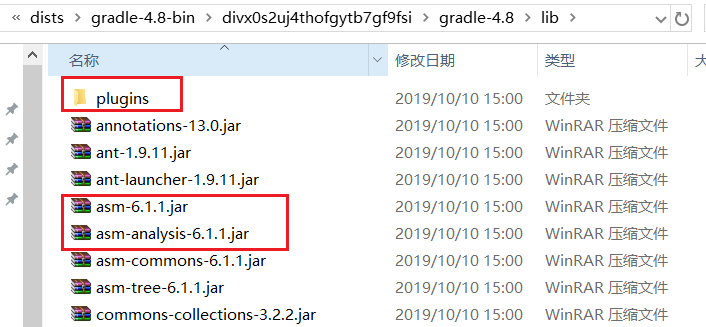 dists > gradle-4.8-bin > divx0s2uj4thofgytb7gf9fsi > gradle-4.8 > lib >
名称 修改日期 类型 大
plugins 2019/10/10 15:00 文件夹
annotations-13.0.jar 2019/10/10 15:00 WinRAR 压缩文件
ant-1.9.11.jar 2019/10/10 15:00 WinRAR 压缩文件
ant-launcher-1.9.11.jar 2019/10/10 15:00 WinRAR 压缩文件
asm-6.1.1.jar 2019/10/10 15:00 WinRAR 压缩文件
asm-analysis-6.1.1.jar 2019/10/10 15:00 WinRAR 压缩文件
asm-commons-6.1.1.jar 2019/10/10 15:00 WinRAR 压缩文件
asm-tree-6.1.1.jar 2019/10/10 15:00 WinRAR 压缩文件
commons-collections-3.2.2.jar 2019/10/10 15:00 WinRAR 压缩文件